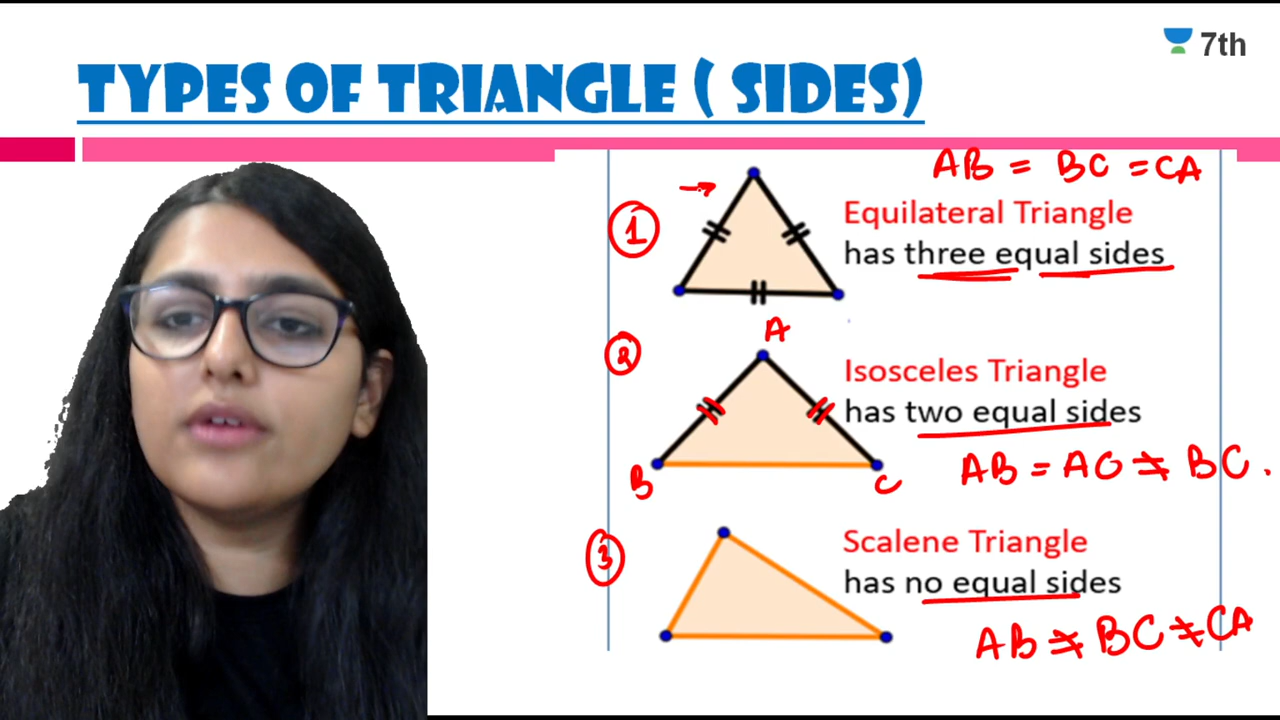 7th
TYPES OF TRIANGLE ( SIDES)
AB = BC = CA
1
Equilateral Triangle
has three equal sides
2
A
Isosceles Triangle
has two equal sides
B
C
AB = AC ≠ BC.
3
Scalene Triangle
has no equal sides
AB ≠ BC ≠ CA